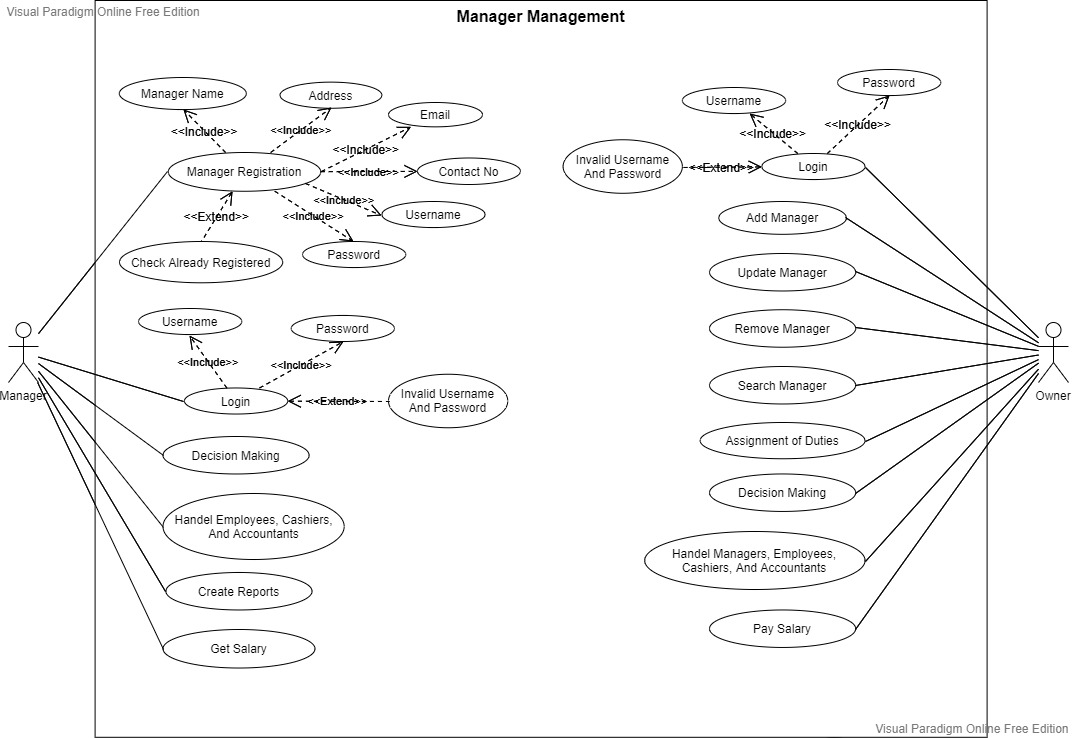 Visual Paradigm Online Free Edition
Manager Management
Manager Name
Address
Email
<<Include>>
<<Include>>
<<Include>>
Manager Registration
<<Include>>
Contact No
<<Include>>
Username
<<Extend>>
<<Include>>
Check Already Registered
Password
Username
Password
<<Include>>
<<Include>>
Login
<<Extend>>
Invalid Username
And Password
Manager
Decision Making
Handel Employees, Cashiers,
And Accountants
Create Reports
Get Salary
Password
Username
<<Include>>
<<Include>>
Invalid Username
And Password
<<Extend>>
Login
Add Manager
Update Manager
Remove Manager
Search Manager
Owner
Assignment of Duties
Decision Making
Handel Managers, Employees,
Cashiers, And Accountants
Pay Salary
Visual Paradigm Online Free Edition